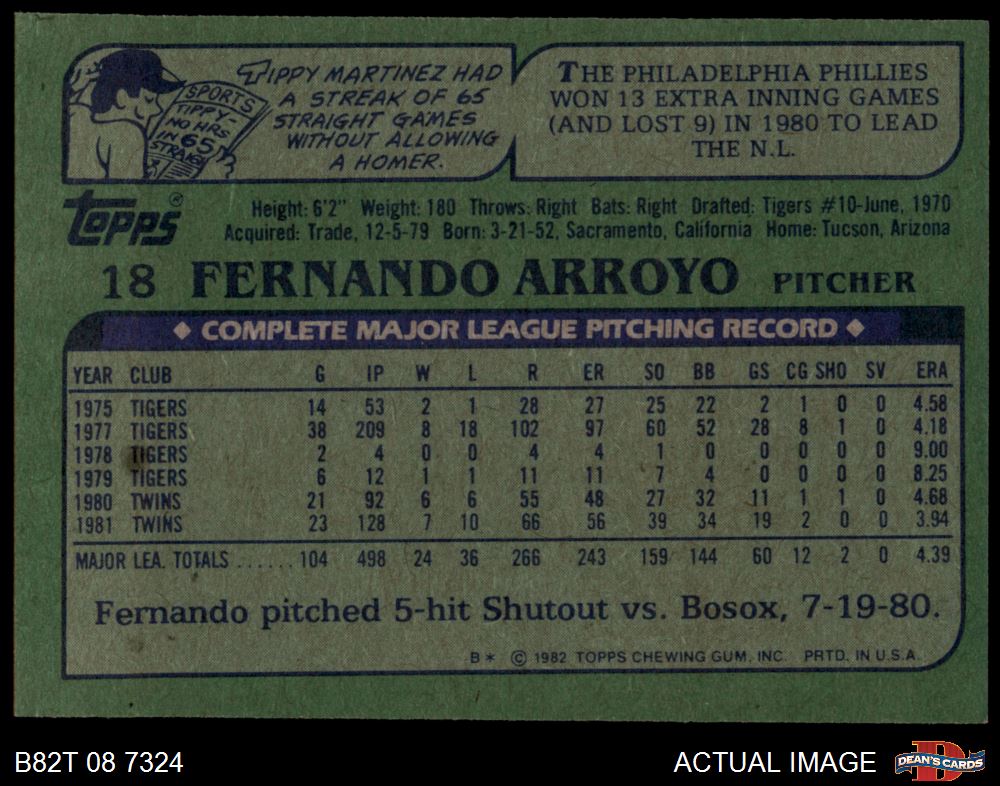 TIPPY MARTINEZ HAD
A STREAK OF 65
STRAIGHT GAMES
WITHOUT ALLOWING
A HOMER.
SPORTS
TIPPY-
NO HRS
IN 65
STRAIGHT
THE PHILADELPHIA PHILLIES
WON 13 EXTRA INNING GAMES
(AND LOST 9) IN 1980 TO LEAD
THE N.L.
Topps®
Height: 6'2" Weight: 180 Throws: Right Bats: Right Drafted: Tigers #10-June, 1970
Acquired: Trade, 12-5-79 Born: 3-21-52, Sacramento, California Home: Tucson, Arizona
18 FERNANDO ARROYO PITCHER
◆ COMPLETE MAJOR LEAGUE PITCHING RECORD ◆
YEAR CLUB G IP W L R ER SO BB GS CG SHO SV ERA
1975 TIGERS 14 53 2 1 28 27 25 22 2 1 0 0 4.58
1977 TIGERS 38 209 8 18 102 97 60 52 28 8 1 0 4.18
1978 TIGERS 2 4 0 0 4 4 1 0 0 0 0 0 9.00
1979 TIGERS 6 12 1 1 11 11 7 4 0 0 0 0 8.25
1980 TWINS 21 92 6 6 55 48 27 32 11 1 1 0 4.68
1981 TWINS 23 128 7 10 66 56 39 34 19 2 0 0 3.94
MAJOR LEA. TOTALS ...... 104 498 24 36 266 243 159 144 60 12 2 0 4.39
Fernando pitched 5-hit Shutout vs. Bosox, 7-19-80.
B* © 1982 TOPPS CHEWING GUM, INC. PRTD. IN U.S.A.
B82T 08 7324
ACTUAL IMAGE
DEAN'S CARDS